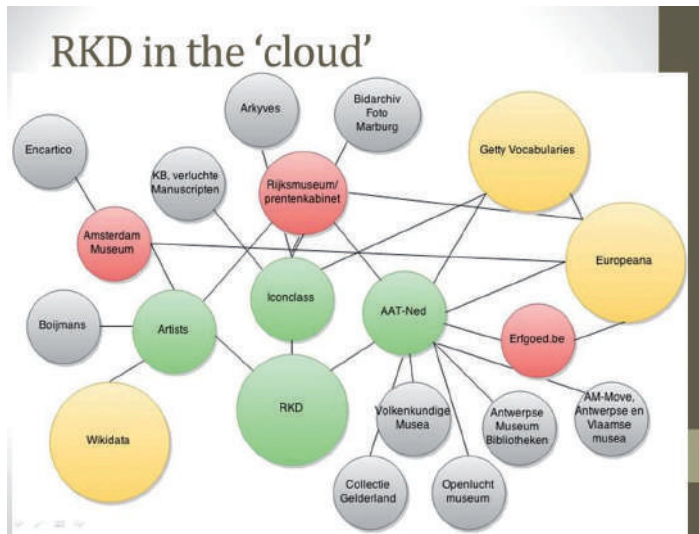 RKD in the ‘cloud’
Arkyves
Bidarchiv
Foto
Marburg
Getty Vocabularies
Encartico
KB, verluchte
Manuscripten
Rijksmuseum/
prentenkabinet
Amsterdam
Museum
Europeana
Iconclass
AAT-Ned
Boijmans
Artists
Erfgoed.be
RKD
Volkenkundige
Musea
Antwerpse
Museum
Bibliotheken
AM-Move,
Antwerpse en
Vlaamse
musea
Wikidata
Collectie
Gelderland
Openlucht
museum